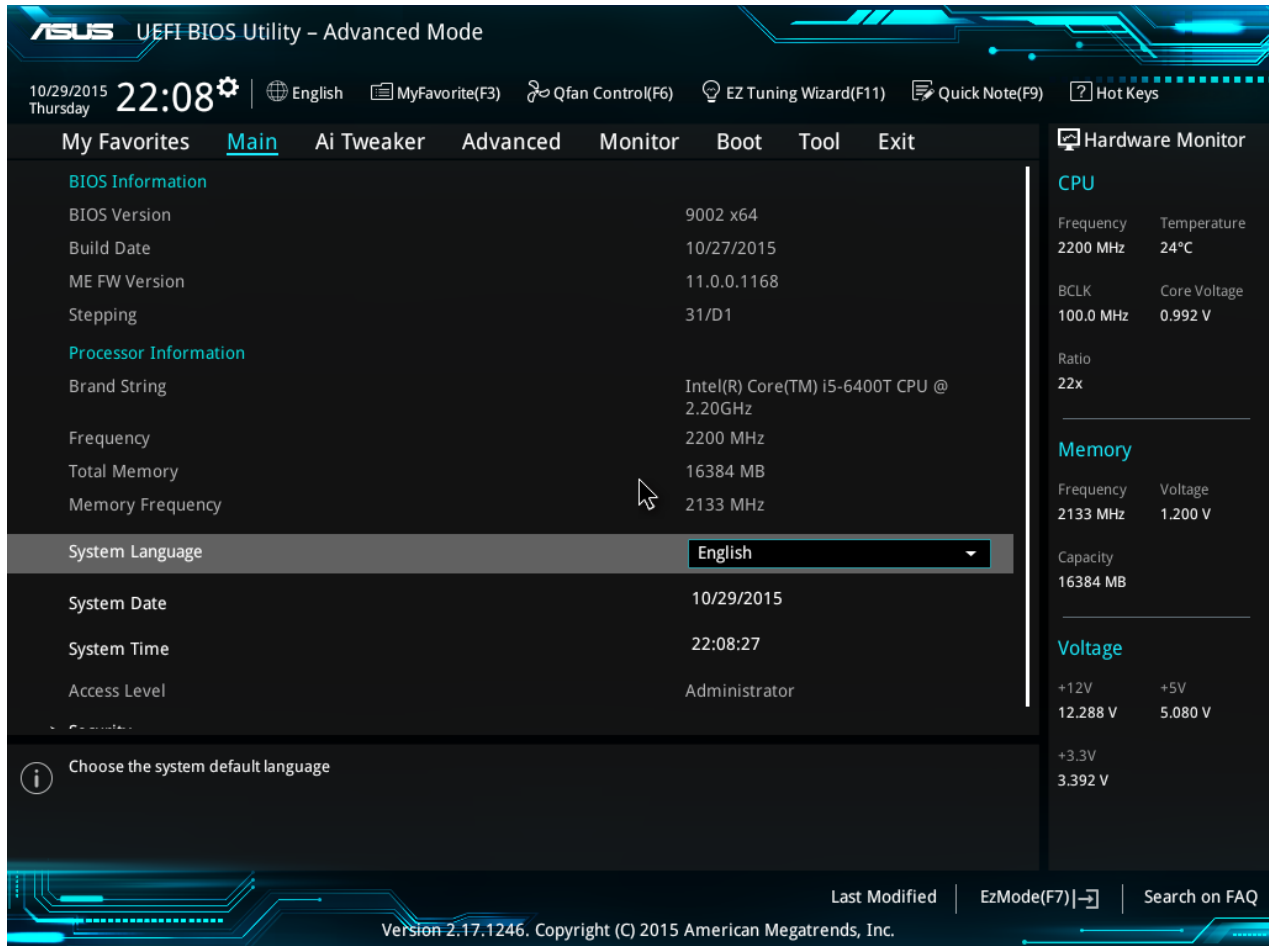 ASUS UEFI BIOS Utility – Advanced Mode
10/29/2015
Thursday
22:08
English
MyFavorite(F3)
Qfan Control(F6)
EZ Tuning Wizard(F11)
Quick Note(F9)
? Hot Keys
My Favorites Main Ai Tweaker Advanced Monitor Boot Tool Exit
BIOS Information
BIOS Version 9002 x64
Build Date 10/27/2015
ME FW Version 11.0.0.1168
Stepping 31/D1
Processor Information
Brand String Intel(R) Core(TM) i5-6400T CPU @
2.20GHz
Frequency 2200 MHz
Total Memory 16384 MB
Memory Frequency 2133 MHz
System Language English
System Date 10/29/2015
System Time 22:08:27
Access Level Administrator
> Security
Choose the system default language
Hardware Monitor
CPU
Frequency Temperature
2200 MHz 24°C
BCLK Core Voltage
100.0 MHz 0.992 V
Ratio
22x
Memory
Frequency Voltage
2133 MHz 1.200 V
Capacity
16384 MB
Voltage
+12V +5V
12.288 V 5.080 V
+3.3V
3.392 V
Last Modified
EzMode(F7)
Search on FAQ
Version 2.17.1246. Copyright (C) 2015 American Megatrends, Inc.